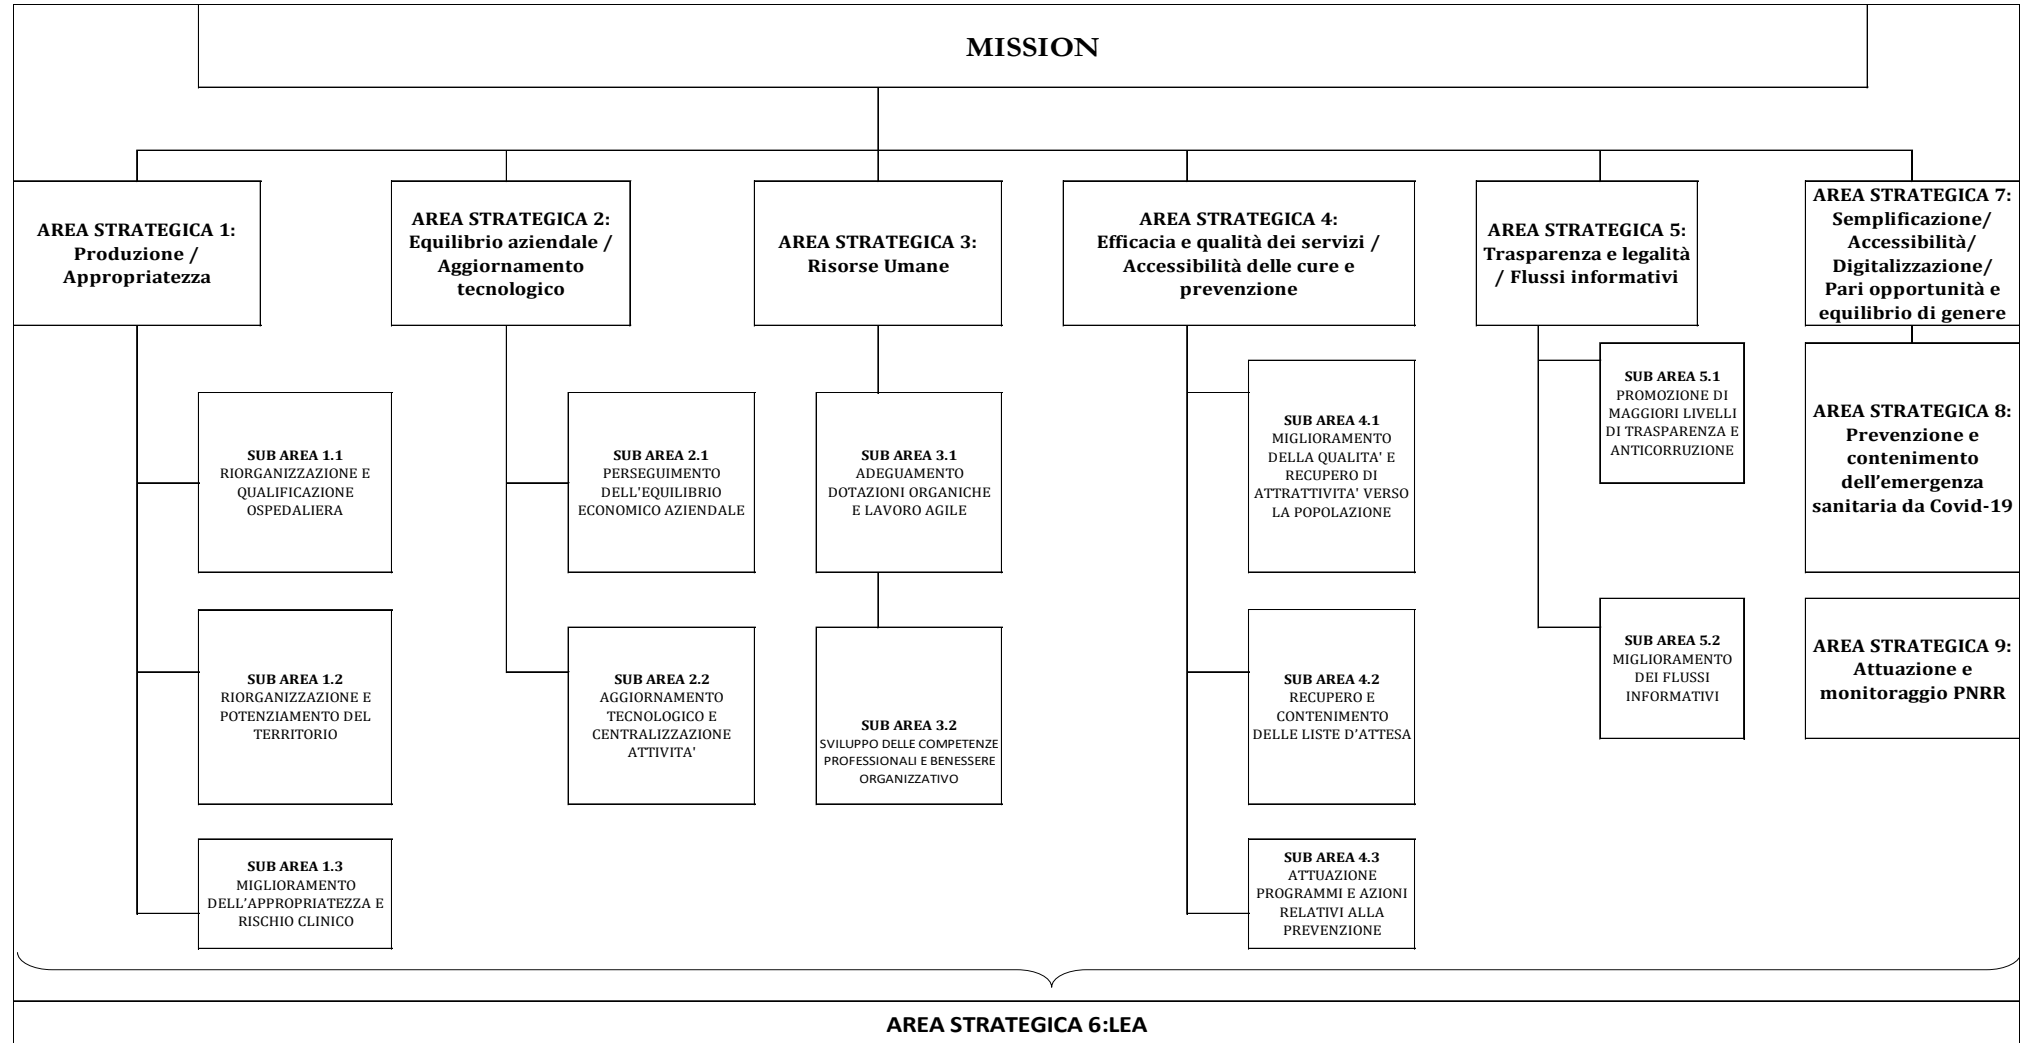 MISSION
AREA STRATEGICA 1:
Produzione /
Appropriatezza
AREA STRATEGICA 2:
Equilibrio aziendale /
Aggiornamento
tecnologico
AREA STRATEGICA 3:
Risorse Umane
AREA STRATEGICA 4:
Efficacia e qualità dei servizi /
Accessibilità delle cure e
prevenzione
AREA STRATEGICA 5:
Trasparenza e legalità
/ Flussi informativi
AREA STRATEGICA 7:
Semplificazione/
Accessibilità/
Digitalizzazione/
Pari opportunità e
equilibrio di genere
SUB AREA 1.1
RIORGANIZZAZIONE E
QUALIFICAZIONE
OSPEDALIERA
SUB AREA 2.1
PERSEGUIMENTO
DELL'EQUILIBRIO
ECONOMICO AZIENDALE
SUB AREA 3.1
ADEGUAMENTO
DOTAZIONI ORGANICHE
E LAVORO AGILE
SUB AREA 4.1
MIGLIORAMENTO
DELLA QUALITA' E
RECUPERO DI
ATTRATTIVITA' VERSO
LA POPOLAZIONE
SUB AREA 5.1
PROMOZIONE DI
MAGGIORI LIVELLI
DI TRASPARENZA E
ANTICORRUZIONE
AREA STRATEGICA 8:
Prevenzione e
contenimento
dell’emergenza
sanitaria da Covid-19
SUB AREA 1.2
RIORGANIZZAZIONE E
POTENZIAMENTO DEL
TERRITORIO
SUB AREA 2.2
AGGIORNAMENTO
TECNOLOGICO E
CENTRALIZZAZIONE
ATTIVITA'
SUB AREA 3.2
SVILUPPO DELLE COMPETENZE
PROFESSIONALI E BENESSERE
ORGANIZZATIVO
SUB AREA 4.2
RECUPERO E
CONTENIMENTO
DELLE LISTE D’ATTESA
SUB AREA 5.2
MIGLIORAMENTO
DEI FLUSSI
INFORMATIVI
AREA STRATEGICA 9:
Attuazione e
monitoraggio PNRR
SUB AREA 1.3
MIGLIORAMENTO
DELL’APPROPRIATEZZA E
RISCHIO CLINICO
SUB AREA 4.3
ATTUAZIONE
PROGRAMMI E AZIONI
RELATIVI ALLA
PREVENZIONE
AREA STRATEGICA 6:LEA